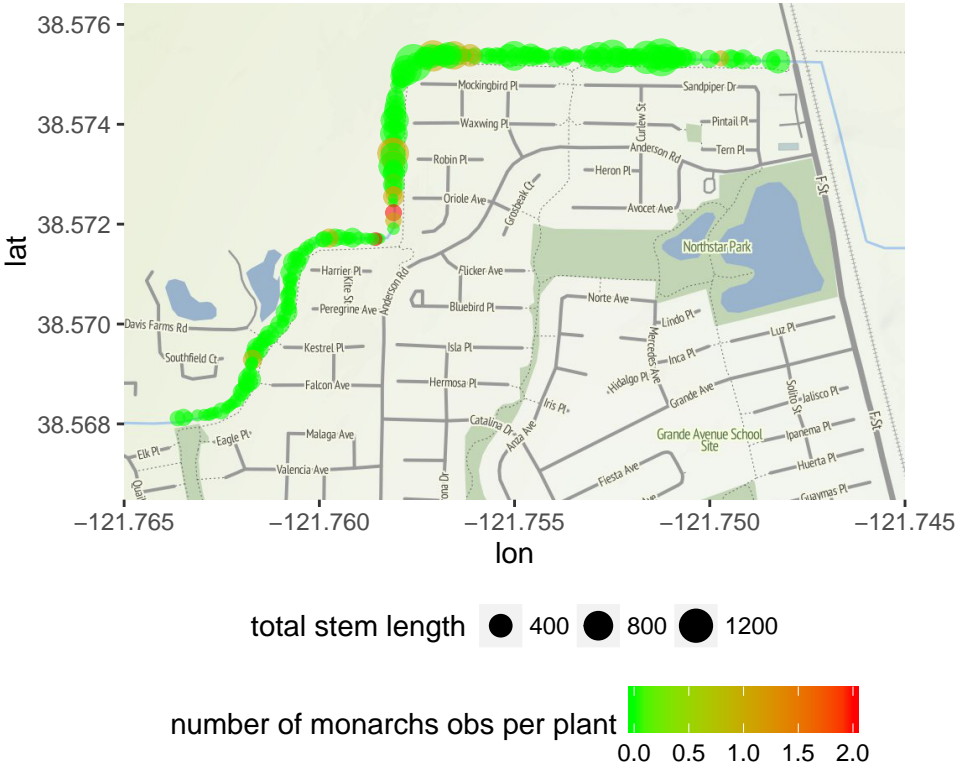 38.576
38.574
38.572
38.570
38.568
lat
Mockingbird Pl
Sandpiper Dr
Waxwing Pl
Curlew St
Pintail Pl
Anderson Rd
Tern Pl
Robin Pl
Heron Pl
F St
Oriole Ave
Grosbeak Ct
Avocet Ave
Northstar Park
Harrier Pl
Kite St
Anderson Rd
Flicker Ave
Peregrine Ave
Bluebird Pl
Norte Ave
Davis Farms Rd
Lindo Pl
Luz Pl
Southfield Ct
Kestrel Pl
Isla Pl
Mercedes Ave
Inca Pl
Falcon Ave
Hermosa Pl
Hidalgo Pl
Grande Ave
Solito St
Jalisco Pl
Iris Pl
Catalina Dr
Anza Ave
F St
Eagle Pl
Malaga Ave
Grande Avenue School
Site
Ipanema Pl
Elk Pl
Valencia Ave
Fiesta Ave
Huerta Pl
Quai
ona Dr
Ave
Guaymas Pl
−121.765
−121.760
−121.755
−121.750
−121.745
lon
total stem length
400
800
1200
number of monarchs obs per plant
0.0
0.5
1.0
1.5
2.0